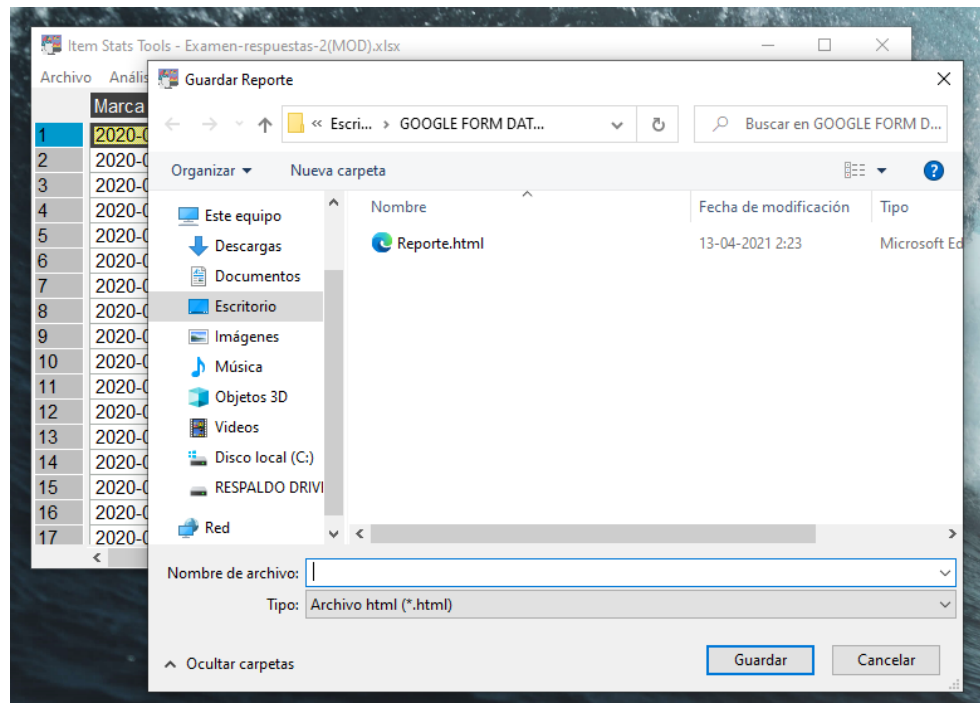 Item Stats Tools - Examen-respuestas-2(MOD).xlsx
Archivo Anális
Guardar Reporte
Marca
« Escri... › GOOGLE FORM DAT...
Buscar en GOOGLE FORM D...
Organizar
Nueva carpeta
Este equipo
Descargas
Documentos
Escritorio
Imágenes
Música
Objetos 3D
Videos
Disco local (C:)
RESPALDO DRIVI
Red
Nombre
Fecha de modificación
Tipo
Reporte.html
13-04-2021 2:23
Microsoft Ed
1 2020-0
2 2020-0
3 2020-0
4 2020-0
5 2020-0
6 2020-0
7 2020-0
8 2020-0
9 2020-0
10 2020-0
11 2020-0
12 2020-0
13 2020-0
14 2020-0
15 2020-0
16 2020-0
17 2020-0
Nombre de archivo:
Tipo: Archivo html (*.html)
Ocultar carpetas
Guardar
Cancelar